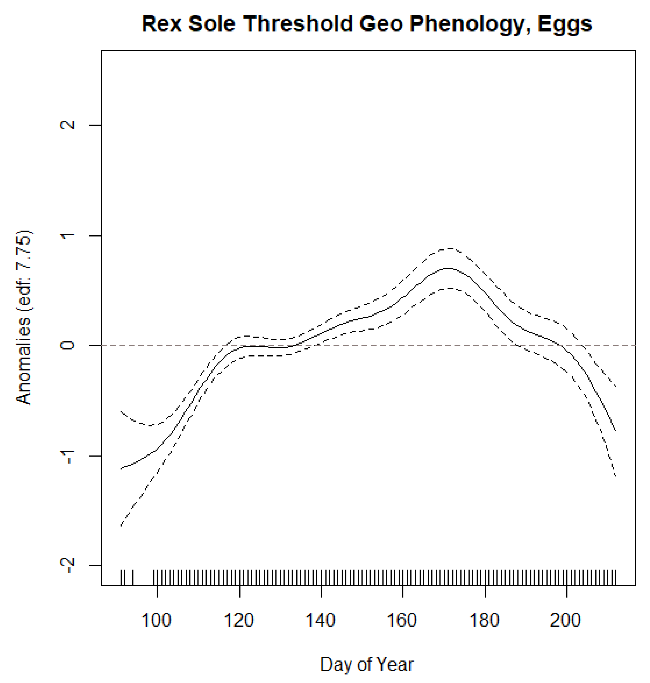 Rex Sole Threshold Geo Phenology, Eggs
2
1
0
-1
-2
Anomalies (edf: 7.75)
100 120 140 160 180 200
Day of Year